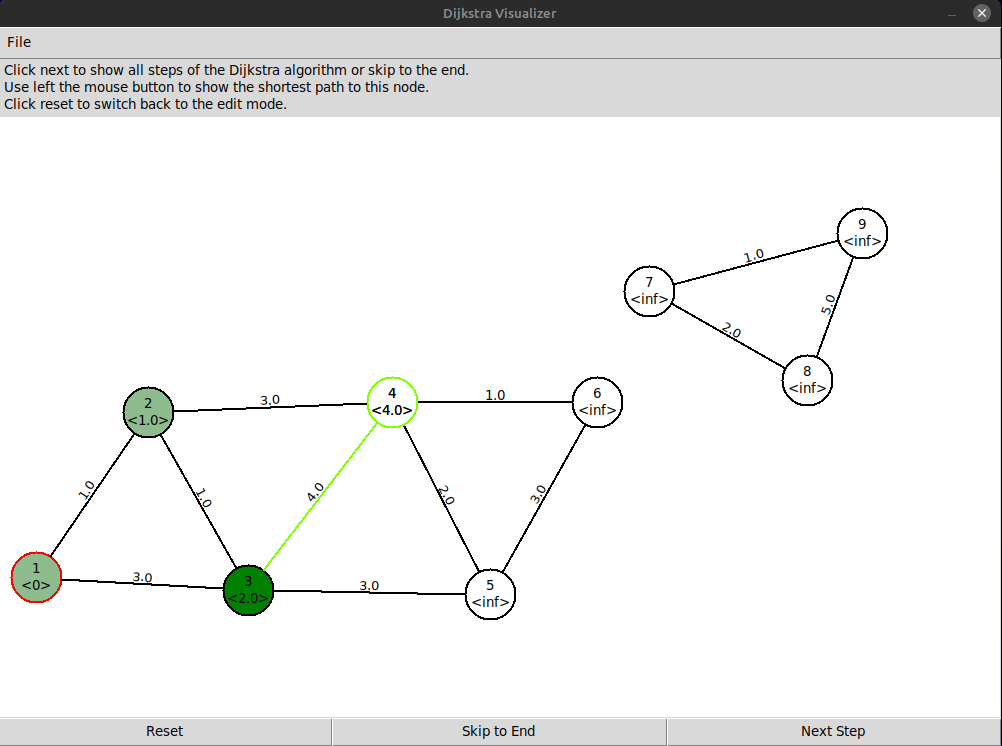 Dijkstra Visualizer
File
Click next to show all steps of the Dijkstra algorithm or skip to the end.
Use left the mouse button to show the shortest path to this node.
Click reset to switch back to the edit mode.
9
<inf>
1.0
7
<inf>
5.0
2.0
8
<inf>
2
<1.0>
3.0
4
<4.0>
1.0
6
<inf>
1.0
1.0
4.0
2.0
3.0
1
<0>
3.0
3
<2.0>
3.0
5
<inf>
Reset
Skip to End
Next Step